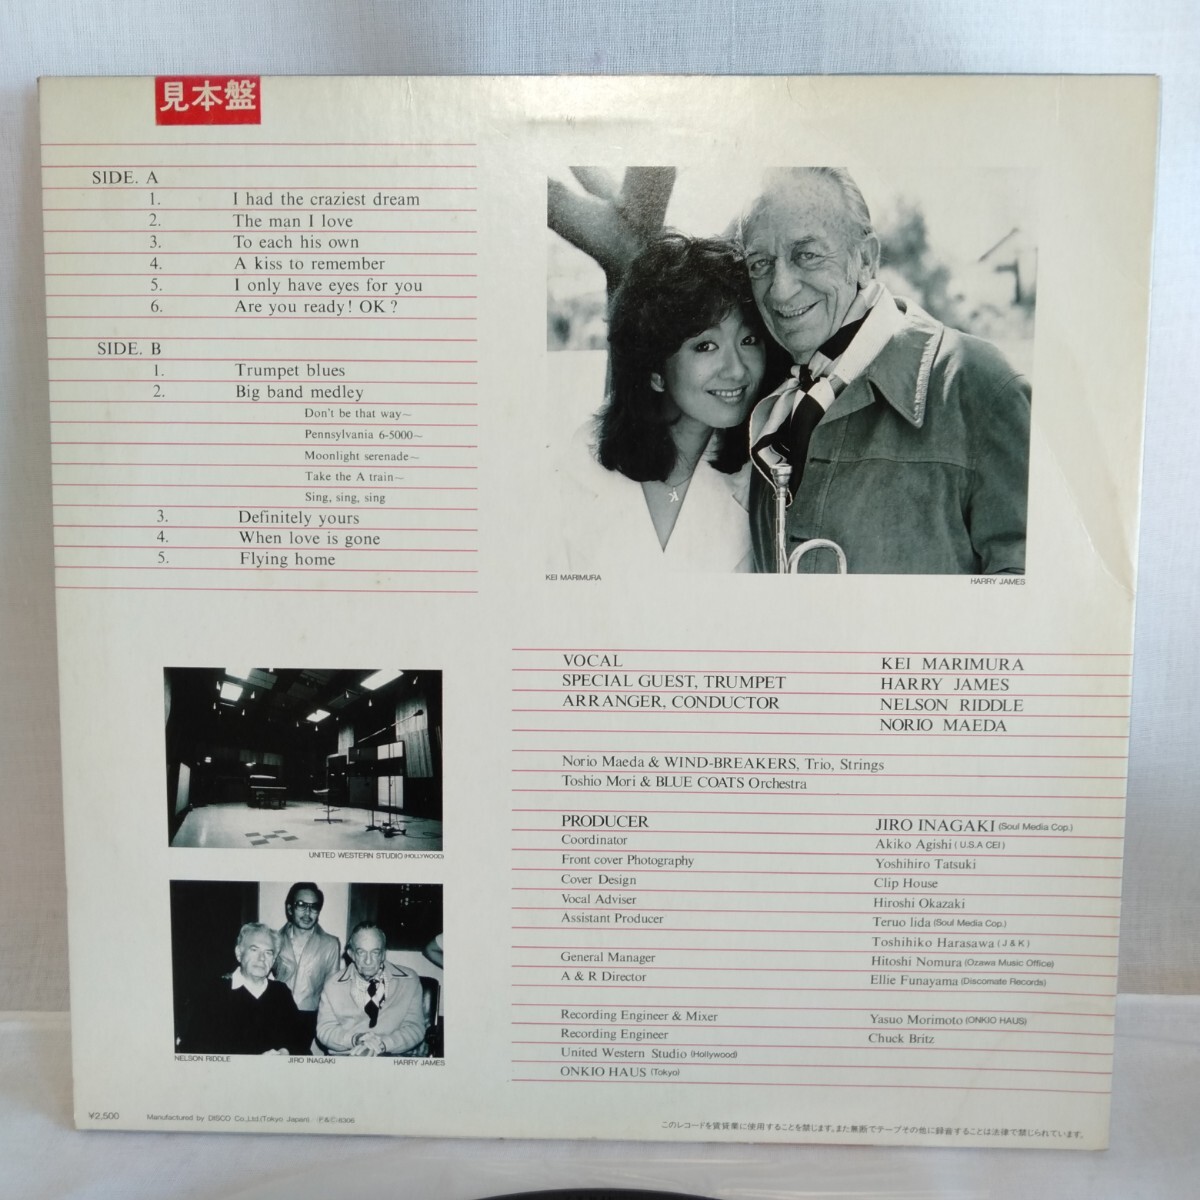 見本盤
SIDE. A
1. I had the craziest dream
2. The man I love
3. To each his own
4. A kiss to remember
5. I only have eyes for you
6. Are you ready! OK?
SIDE. B
1. Trumpet blues
2. Big band medley
Don't be that way~
Pennsylvania 6-5000~
Moonlight serenade~
Take the A train~
Sing, sing, sing
3. Definitely yours
4. When love is gone
5. Flying home
K
KEI MARIMURA
HARRY JAMES
UNITED WESTERN STUDIO (HOLLYWOOD)
NELSON RIDDLE
JIRO INAGAKI
HARRY JAMES
VOCAL KEI MARIMURA
SPECIAL GUEST, TRUMPET HARRY JAMES
ARRANGER, CONDUCTOR NELSON RIDDLE
NORIO MAEDA
Norio Maeda & WIND-BREAKERS, Trio, Strings
Toshio Mori & BLUE COATS Orchestra
PRODUCER JIRO INAGAKI (Soul Media Cop.)
Coordinator Akiko Agishi (U.S.A CEI)
Front cover Photography Yoshihiro Tatsuki
Cover Design Clip House
Vocal Adviser Hiroshi Okazaki
Assistant Producer Teruo Iida (Soul Media Cop.)
Toshihiko Harasawa (J & K)
General Manager Hitoshi Nomura (Ozawa Music Office)
A & R Director Ellie Funayama (Discomate Records)
Recording Engineer & Mixer Yasuo Morimoto (ONKIO HAUS)
Recording Engineer Chuck Britz
United Western Studio (Hollywood)
ONKIO HAUS (Tokyo)
¥2,500 Manufactured by DISCO Co.,Ltd.(Tokyo Japan)
このレコードを賃貸業に使用することを禁じます。また無断でテープその他に録音することは法律で禁じられています。